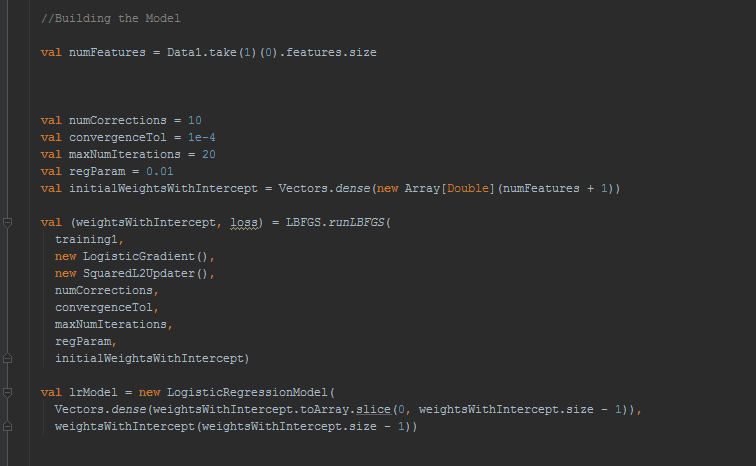 //Building the Model
val numFeatures = Data1.take(1)(0).features.size
val numCorrections = 10
val convergenceTol = 1e-4
val maxNumIterations = 20
val regParam = 0.01
val initialWeightsWithIntercept = Vectors.dense(new Array[Double](numFeatures + 1))
val (weightsWithIntercept, loss) = LBFGS.runLBFGS(
training1,
new LogisticGradient(),
new SquaredL2Updater(),
numCorrections,
convergenceTol,
maxNumIterations,
regParam,
initialWeightsWithIntercept)
val lrModel = new LogisticRegressionModel(
Vectors.dense(weightsWithIntercept.toArray.slice(0, weightsWithIntercept.size - 1)),
weightsWithIntercept(weightsWithIntercept.size - 1))